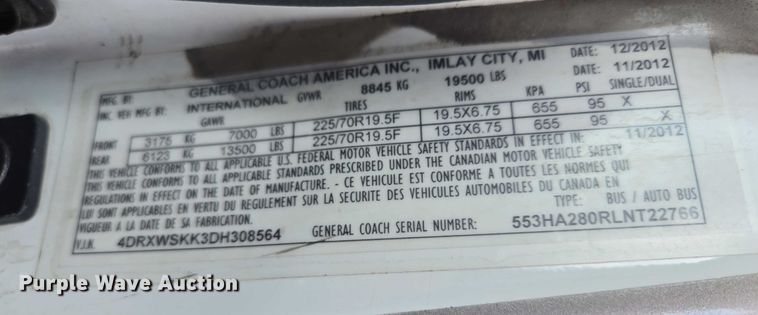 MFG BY: GENERAL COACH AMERICA INC., IMLAY CITY, MI DATE: 12/2012
INC. VEH MFG BY: INTERNATIONAL GVWR 8845 KG 19500 LBS DATE: 11/2012
GAWR TIRES RIMS KPA PSI SINGLE/DUAL
FRONT 3175 KG 7000 LBS 225/70R19.5F 19.5X6.75 655 95 X
REAR 6123 KG 13500 LBS 225/70R19.5F 19.5X6.75 655 95 X
THIS VEHICLE CONFORMS TO ALL APPLICABLE U.S. FEDERAL MOTOR VEHICLE SAFETY STANDARDS IN EFFECT IN: 11/2012
THIS VEHICLE CONFORMS TO ALL APPLICABLE STANDARDS PRESCRIBED UNDER THE CANADIAN MOTOR VEHICLE SAFETY
REGULATIONS IN EFFECT ON THE DATE OF MANUFACTURE. - CE VEHICULE EST CONFORME A TOUTES LES NORMES QUI
LUI SONT APPLICABLES EN VERTU DU REGULEMENT SUR LA SECURITE DES VEHICULES AUTOMOBILES DU CANADA EN
VIGUEUR A LA DATE DE SA FABRICATION. TYPE: BUS / AUTO BUS
V.I.N. 4DRXWSKK3DH308564 GENERAL COACH SERIAL NUMBER: 553HA280RLNT22766
Purple Wave Auction